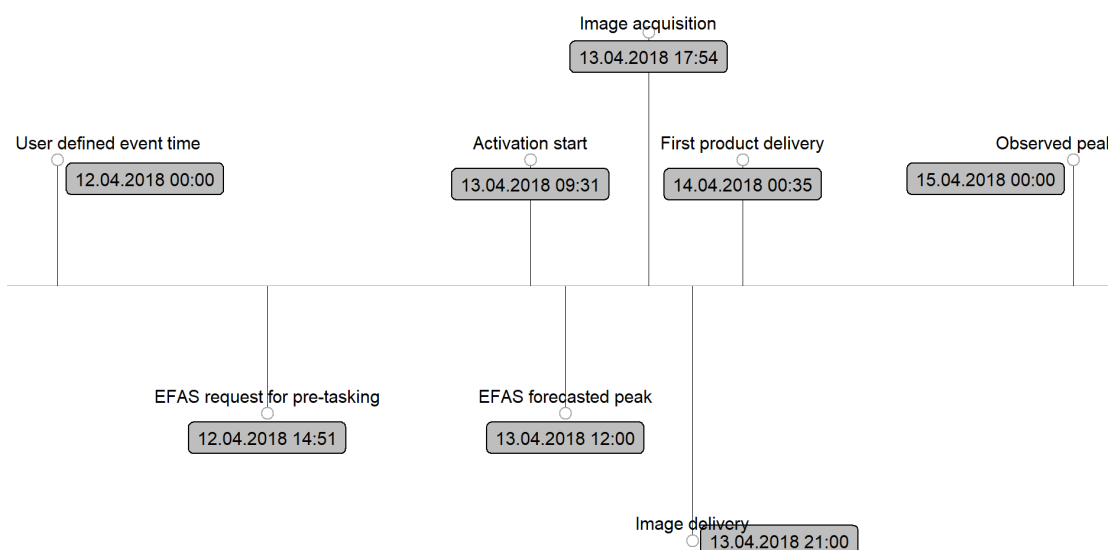 Image acquisition
13.04.2018 17:54
User defined event time
12.04.2018 00:00
Activation start
13.04.2018 09:31
First product delivery
14.04.2018 00:35
Observed peak
15.04.2018 00:00
EFAS request for pre-tasking
12.04.2018 14:51
EFAS forecasted peak
13.04.2018 12:00
Image delivery
13.04.2018 21:00